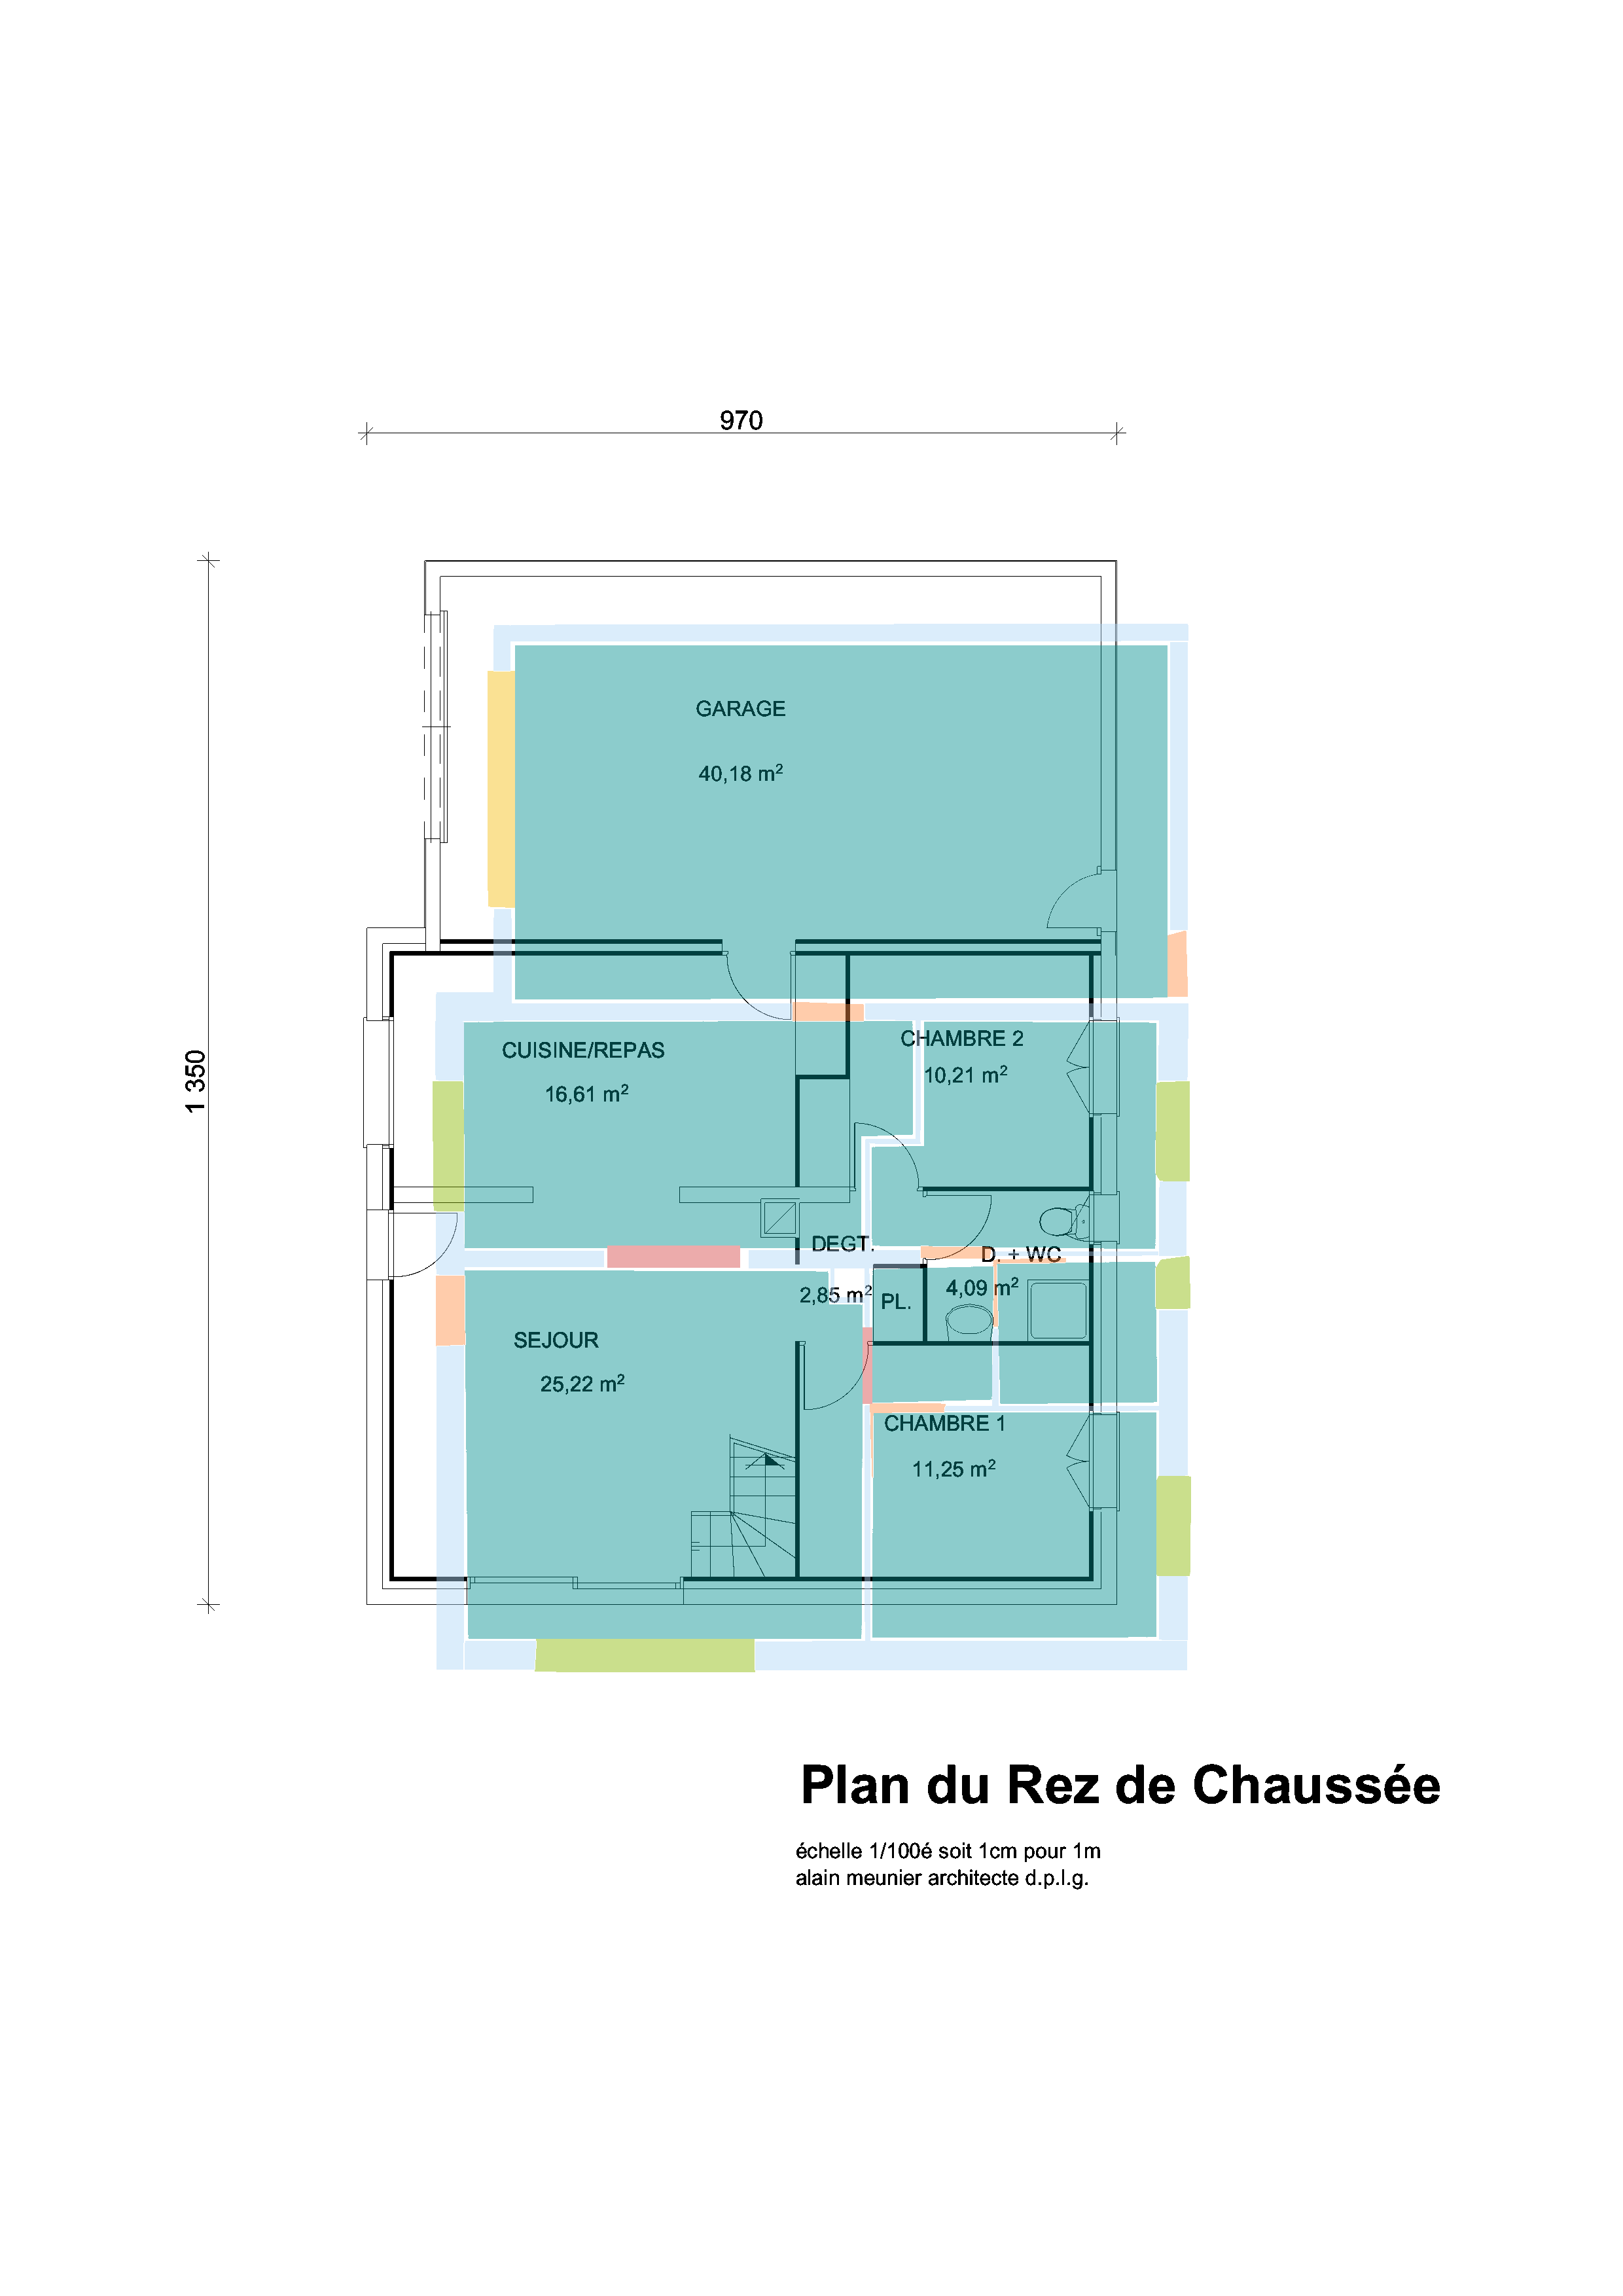 970
1 350
GARAGE
40,18 m²
CUISINE/REPAS
16,61 m²
CHAMBRE 2
10,21 m²
DEGT.
2,85 m²
PL.
D. + WC
4,09 m²
SEJOUR
25,22 m²
CHAMBRE 1
11,25 m²
Plan du Rez de Chaussée
échelle 1/100é soit 1cm pour 1m
alain meunier architecte d.p.l.g.